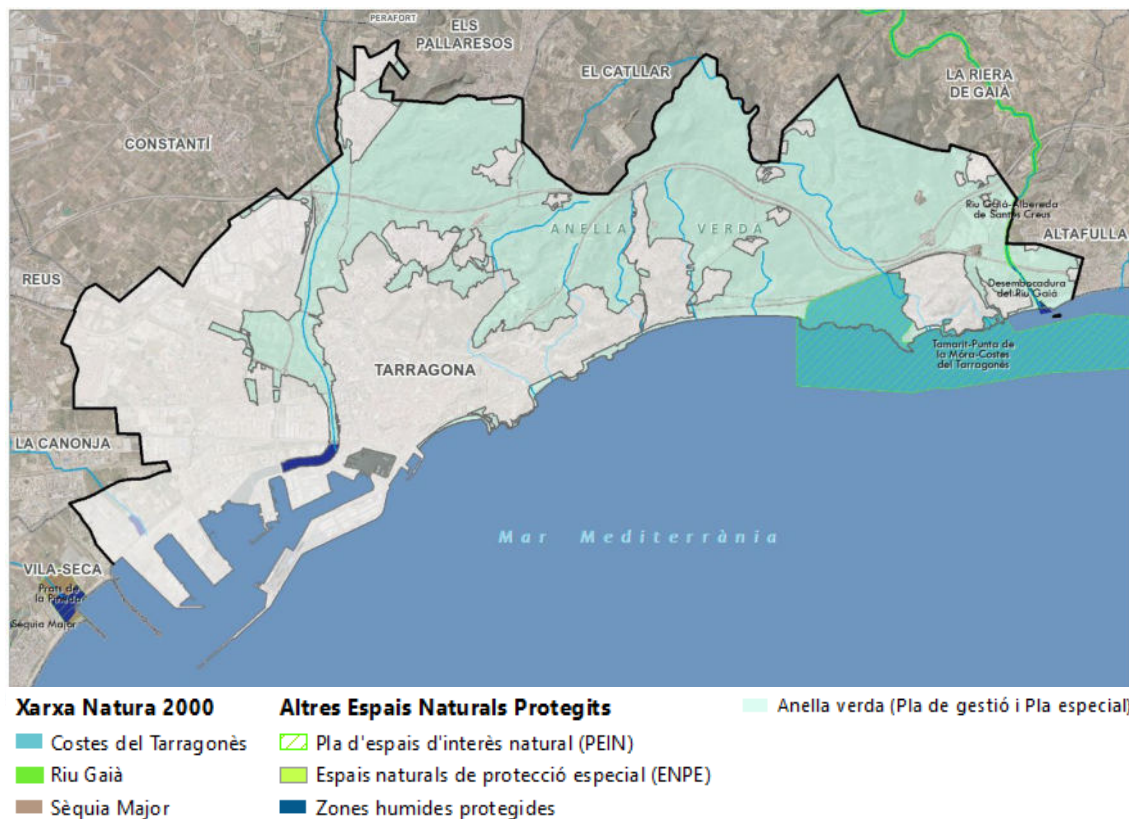 PERAFORT
ELS
PALLARESOS
EL CATLLAR
LA RIERA
DE GAIÀ
CONSTANTÍ
Riu Gaià-Albereda
de Santes Creus
ANELLA VERDA
ALTAFULLA
REUS
Desembocadura
del Riu Gaià
Tamarit-Punta de
la Móra-Costes
del Tarragonès
TARRAGONA
LA CANONJA
Mar Mediterrània
VILA-SECA
Prats de
la Pineda
Sèquia Major
Xarxa Natura 2000
Costes del Tarragonès
Riu Gaià
Sèquia Major
Altres Espais Naturals Protegits
Pla d'espais d'interès natural (PEIN)
Espais naturals de protecció especial (ENPE)
Zones humides protegides
Anella verda (Pla de gestió i Pla especial)